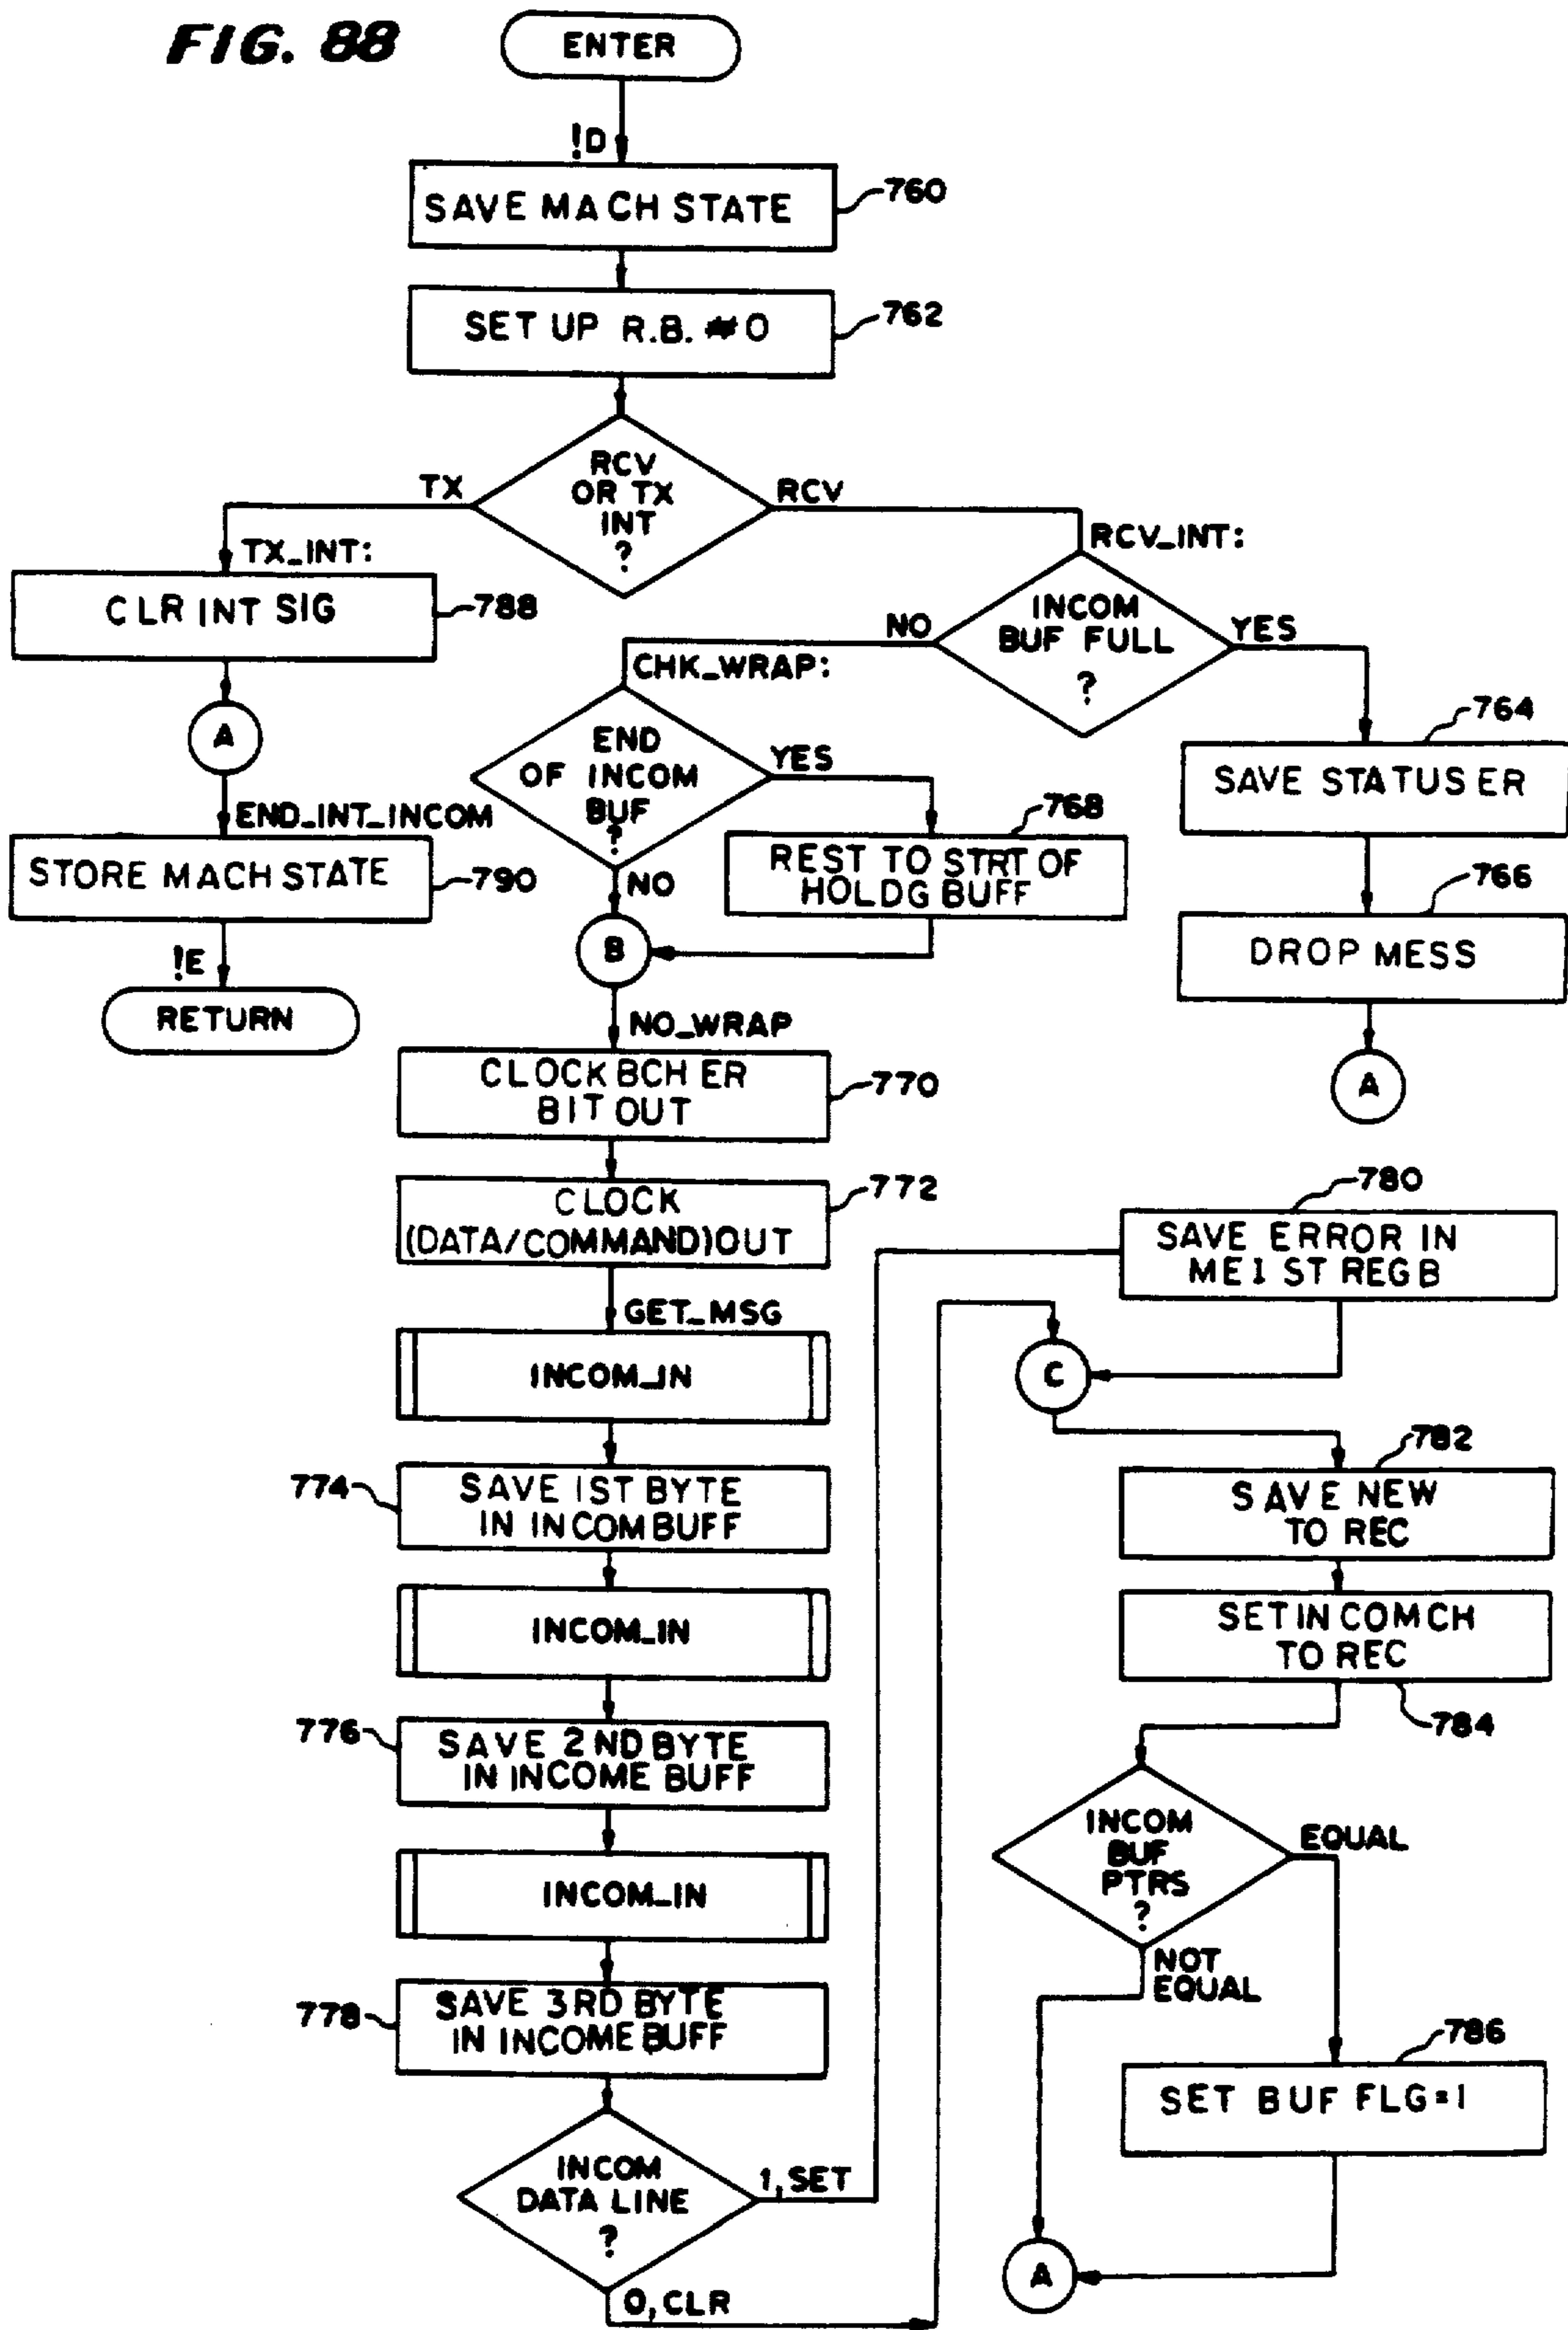 FIG. 88
ENTER
!D
SAVE MACH STATE
760
SET UP R.B. #0
762
RCV
OR TX
INT
?
TX
RCV
TX_INT:
CLR INT SIG
788
A
END_INT_INCOM
STORE MACH STATE
790
!E
RETURN
RCV_INT:
INCOM
BUF FULL
?
NO
YES
CHK_WRAP:
END
OF INCOM
BUF
?
YES
NO
764
SAVE STATUS ER
766
DROP MESS
A
768
REST TO STRT OF
HOLDG BUFF
B
NO_WRAP
CLOCK BCH ER
BIT OUT
770
CLOCK
(DATA/COMMAND) OUT
772
GET_MSG
INCOM_IN
774
SAVE 1ST BYTE
IN INCOM BUFF
INCOM_IN
776
SAVE 2ND BYTE
IN INCOME BUFF
INCOM_IN
778
SAVE 3RD BYTE
IN INCOME BUFF
INCOM
DATA LINE
?
1, SET
0, CLR
780
SAVE ERROR IN
ME1 ST REG B
C
782
SAVE NEW
TO REC
SET IN COM CH
TO REC
784
INCOM
BUF
PTRS
?
EQUAL
NOT
EQUAL
786
SET BUF FLG=1
A